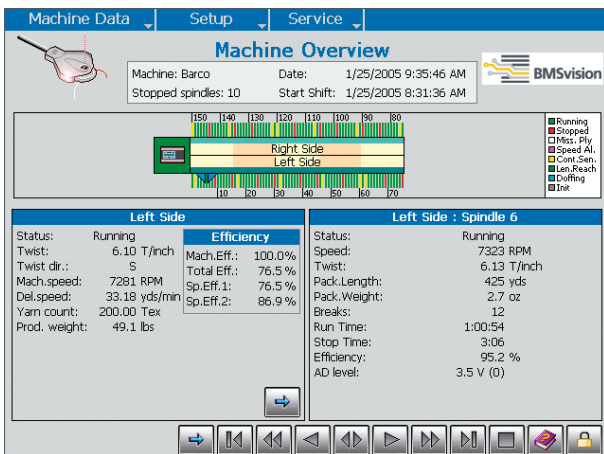 Machine Data Setup Service
Machine Overview
Machine: Barco Date: 1/25/2005 9:35:46 AM
Stopped spindles: 10 Start Shift: 1/25/2005 8:31:36 AM
BMSvision
150 140 130 120 110 100 90 80
Right Side
Left Side
10 20 30 40 50 60 70
Running
Stopped
Miss. Ply
Speed Al.
Cont.Sen.
Len.Reach
Doffing
Init
Left Side
Status: Running
Twist: 6.10 T/inch
Twist dir.: S
Mach.speed: 7281 RPM
Del.speed: 33.18 yds/min
Yarn count: 200.00 Tex
Prod. weight: 49.1 lbs
Efficiency
Mach.Eff.: 100.0%
Total Eff.: 76.5 %
Sp.Eff.1: 76.5 %
Sp.Eff.2: 86.9 %
Left Side : Spindle 6
Status: Running
Speed: 7323 RPM
Twist: 6.13 T/inch
Pack.Length: 425 yds
Pack.Weight: 2.7 oz
Breaks: 12
Run Time: 1:00:54
Stop Time: 3:06
Efficiency: 95.2 %
AD level: 3.5 V (0)